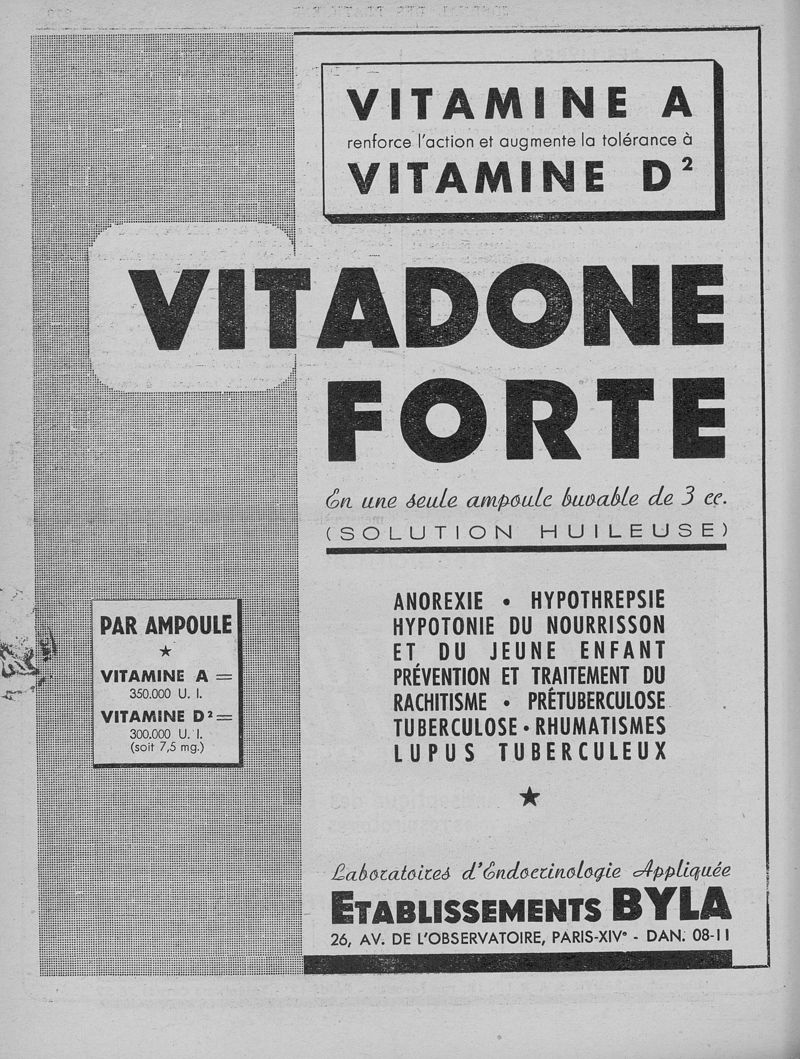 VITAMINE A
renforce l'action et augmente la tolérance à
VITAMINE D²
VITADONE
FORTE
En une seule ampoule buvable de 3 cc.
(SOLUTION HUILEUSE)
PAR AMPOULE
★
VITAMINE A =
350.000 U. I.
VITAMINE D² =
300.000 U. I.
(soit 7,5 mg.)
ANOREXIE • HYPOTHREPSIE
HYPOTONIE DU NOURRISSON
ET DU JEUNE ENFANT
PRÉVENTION ET TRAITEMENT DU
RACHITISME • PRÉTUBERCULOSE
TUBERCULOSE • RHUMATISMES
LUPUS TUBERCULEUX
★
Laboratoires d'Endocrinologie Appliquée
ETABLISSEMENTS BYLA
26, AV. DE L'OBSERVATOIRE, PARIS-XIVᵉ - DAN. 08-11